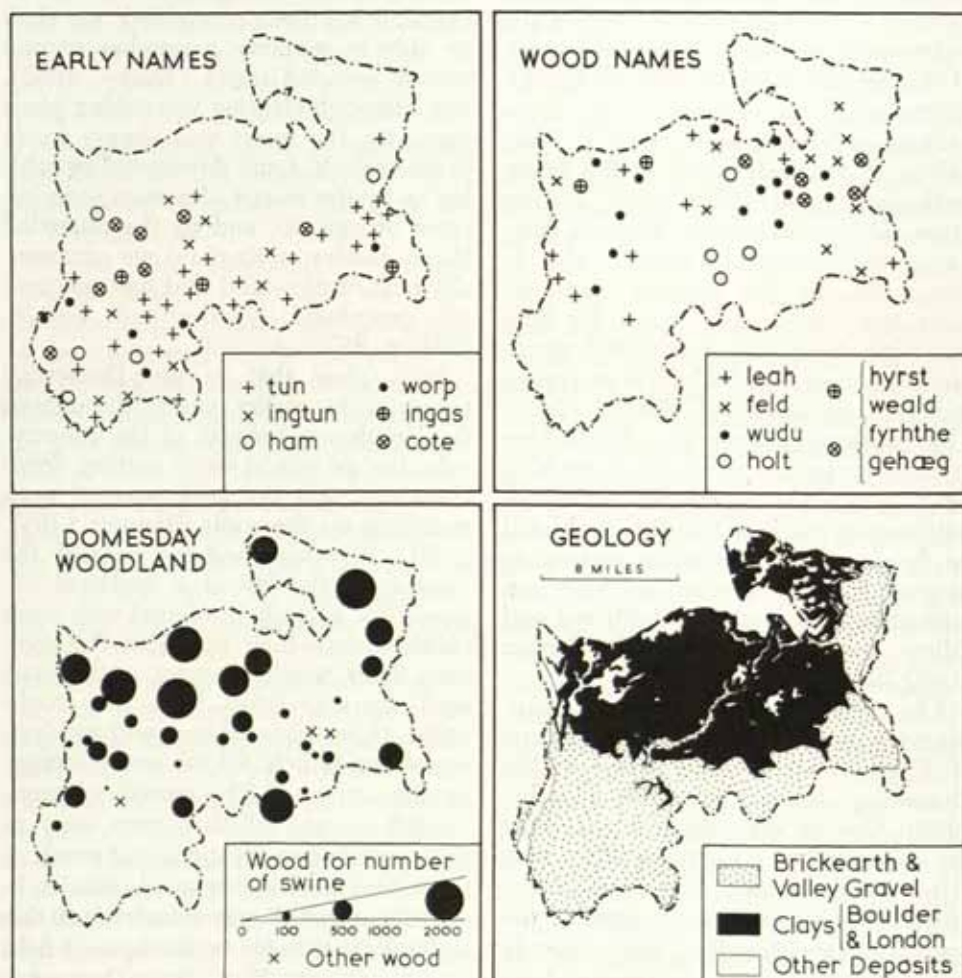 EARLY NAMES
+ tun
× ingtun
○ ham
• worþ
⊕ ingas
⊗ cote
WOOD NAMES
+ leah
× feld
• wudu
○ holt
⊕ hyrst
weald
⊗ fyrhthe
gehæg
DOMESDAY
WOODLAND
Wood for number
of swine
0 100 500 1000 2000
× Other wood
GEOLOGY
8 MILES
Brickearth &
Valley Gravel
Clays Boulder
& London
Other Deposits